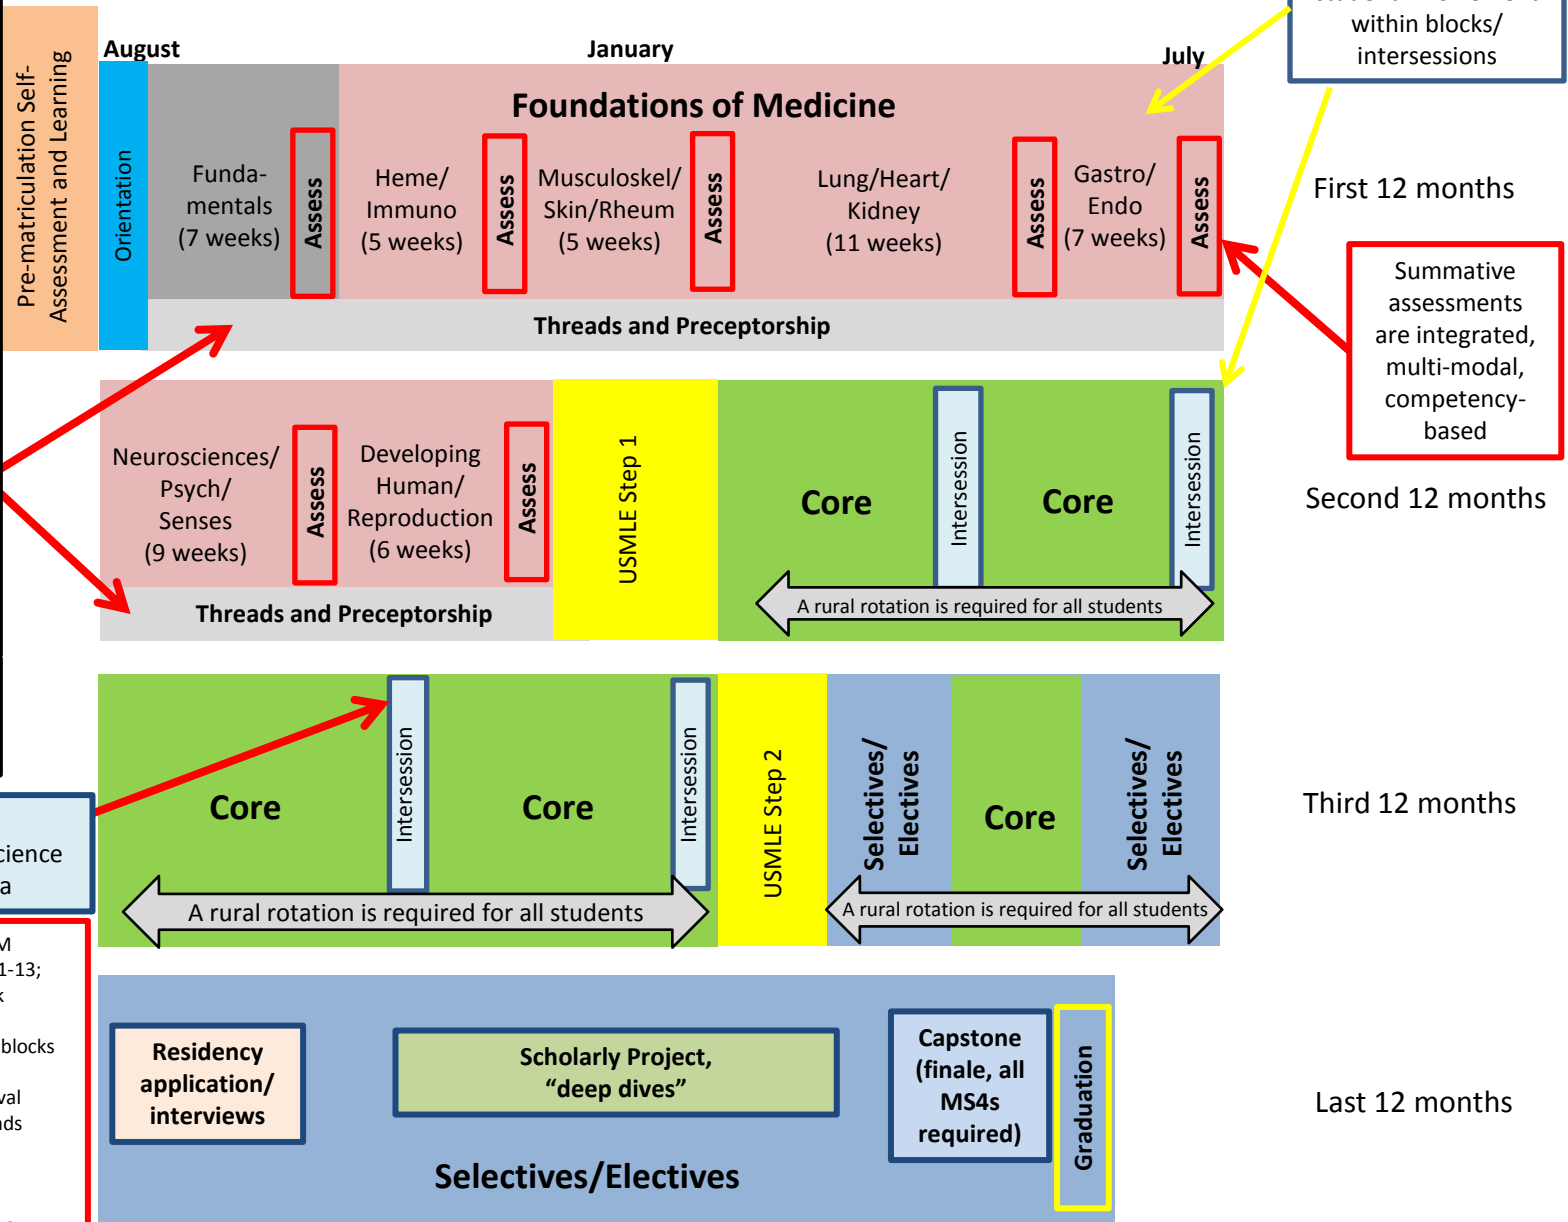 within blocks/
intersessions
August
January
July
Pre-matriculation Self-
Assessment and Learning
Orientation
Foundations of Medicine
Funda-
mentals
(7 weeks)
Assess
Heme/
Immuno
(5 weeks)
Assess
Musculoskel/
Skin/Rheum
(5 weeks)
Assess
Lung/Heart/
Kidney
(11 weeks)
Assess
Gastro/
Endo
(7 weeks)
Assess
Threads and Preceptorship
First 12 months
Summative
assessments
are integrated,
multi-modal,
competency-
based
Neurosciences/
Psych/
Senses
(9 weeks)
Assess
Developing
Human/
Reproduction
(6 weeks)
Assess
Threads and Preceptorship
USMLE Step 1
Core
Intersession
Core
Intersession
A rural rotation is required for all students
Second 12 months
Core
Intersession
Core
Intersession
A rural rotation is required for all students
USMLE Step 2
Selectives/
Electives
Core
Selectives/
Electives
A rural rotation is required for all students
Third 12 months
cience
a
M
1-13;
k
blocks
val
ds
Residency
application/
interviews
Scholarly Project,
“deep dives”
Capstone
(finale, all
MS4s
required)
Graduation
Selectives/Electives
Last 12 months